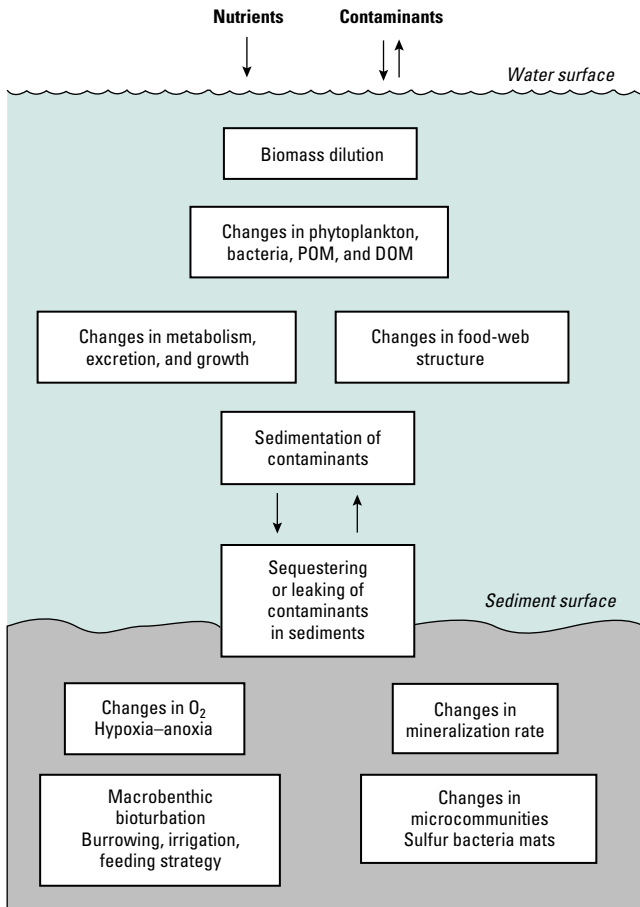 Nutrients
Contaminants
Water surface
Biomass dilution
Changes in phytoplankton,
bacteria, POM, and DOM
Changes in metabolism,
excretion, and growth
Changes in food-web
structure
Sedimentation of
contaminants
Sequestering
or leaking of
contaminants
in sediments
Sediment surface
Changes in O₂
Hypoxia–anoxia
Changes in
mineralization rate
Macrobenthic
bioturbation
Burrowing, irrigation,
feeding strategy
Changes in
microcommunities
Sulfur bacteria mats